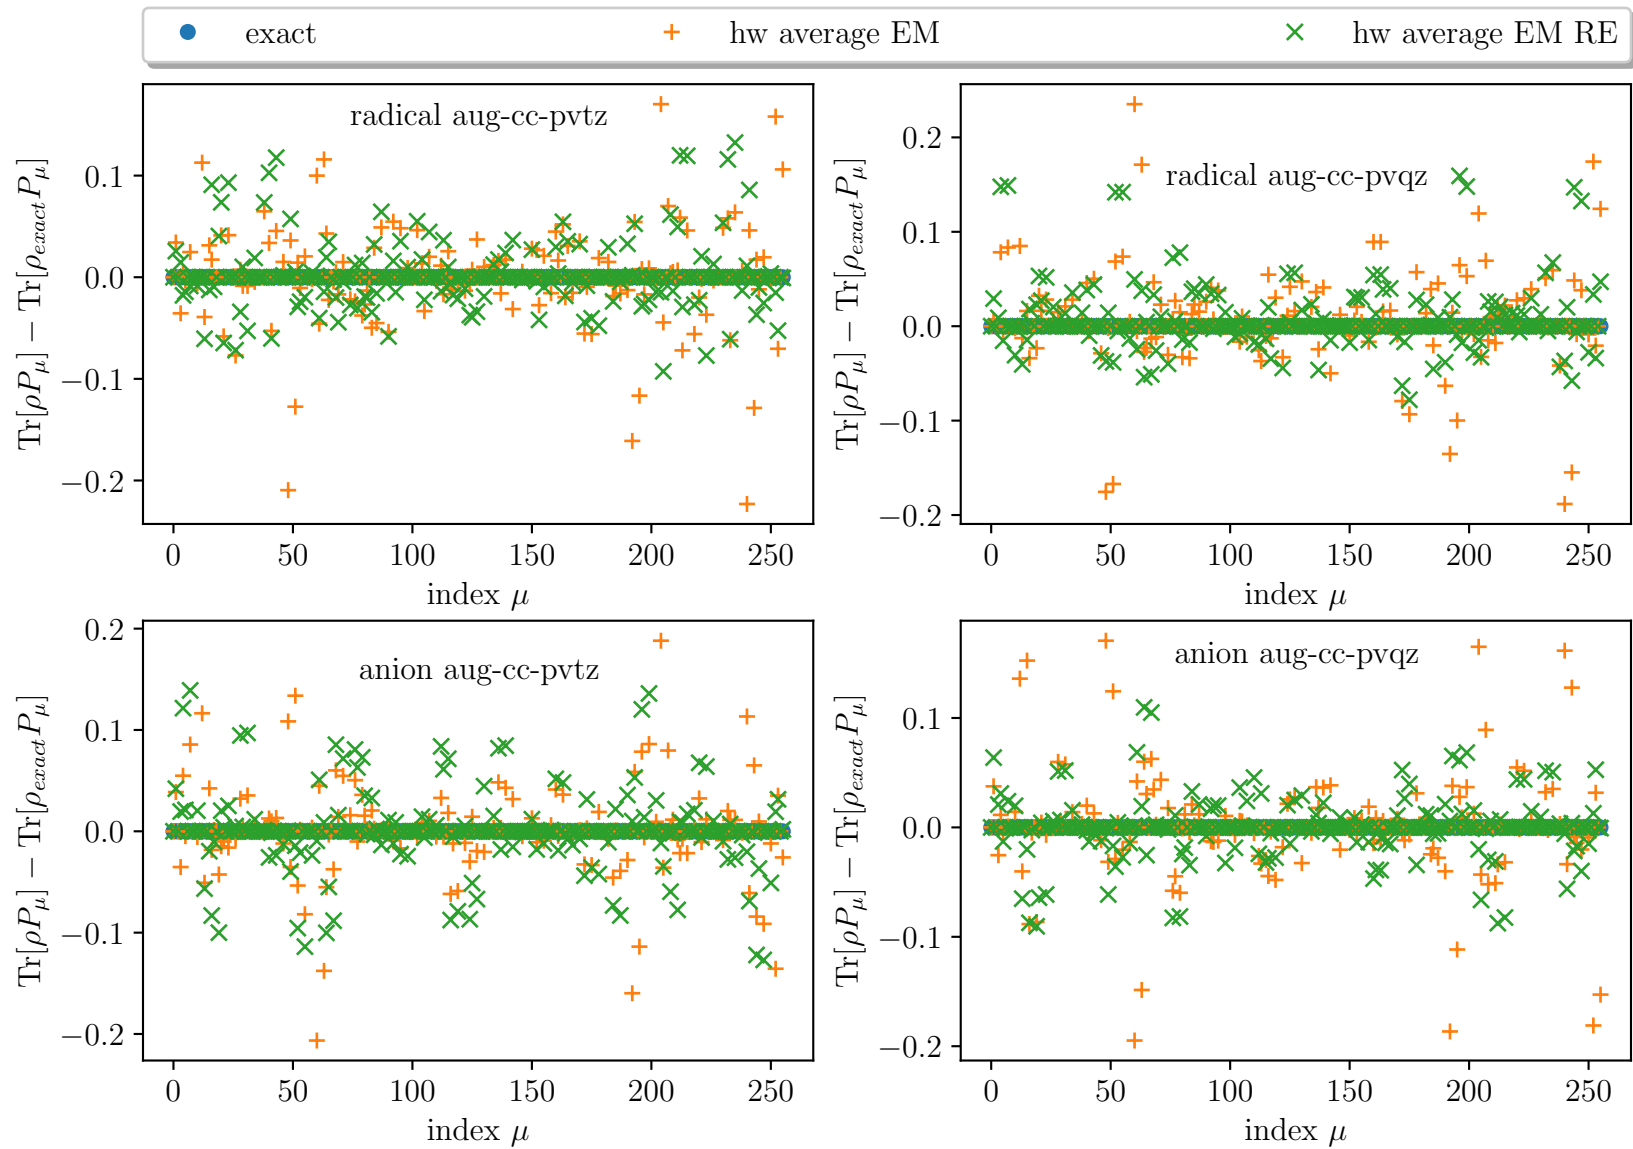 exact hw average EM hw average EM RE
radical aug-cc-pvtz
Tr[ρP_μ] − Tr[ρ_exact P_μ]
0.1
0.0
−0.1
−0.2
0 50 100 150 200 250
index μ
radical aug-cc-pvqz
Tr[ρP_μ] − Tr[ρ_exact P_μ]
0.2
0.1
0.0
−0.1
−0.2
0 50 100 150 200 250
index μ
anion aug-cc-pvtz
Tr[ρP_μ] − Tr[ρ_exact P_μ]
0.2
0.1
0.0
−0.1
−0.2
0 50 100 150 200 250
index μ
anion aug-cc-pvqz
Tr[ρP_μ] − Tr[ρ_exact P_μ]
0.1
0.0
−0.1
−0.2
0 50 100 150 200 250
index μ